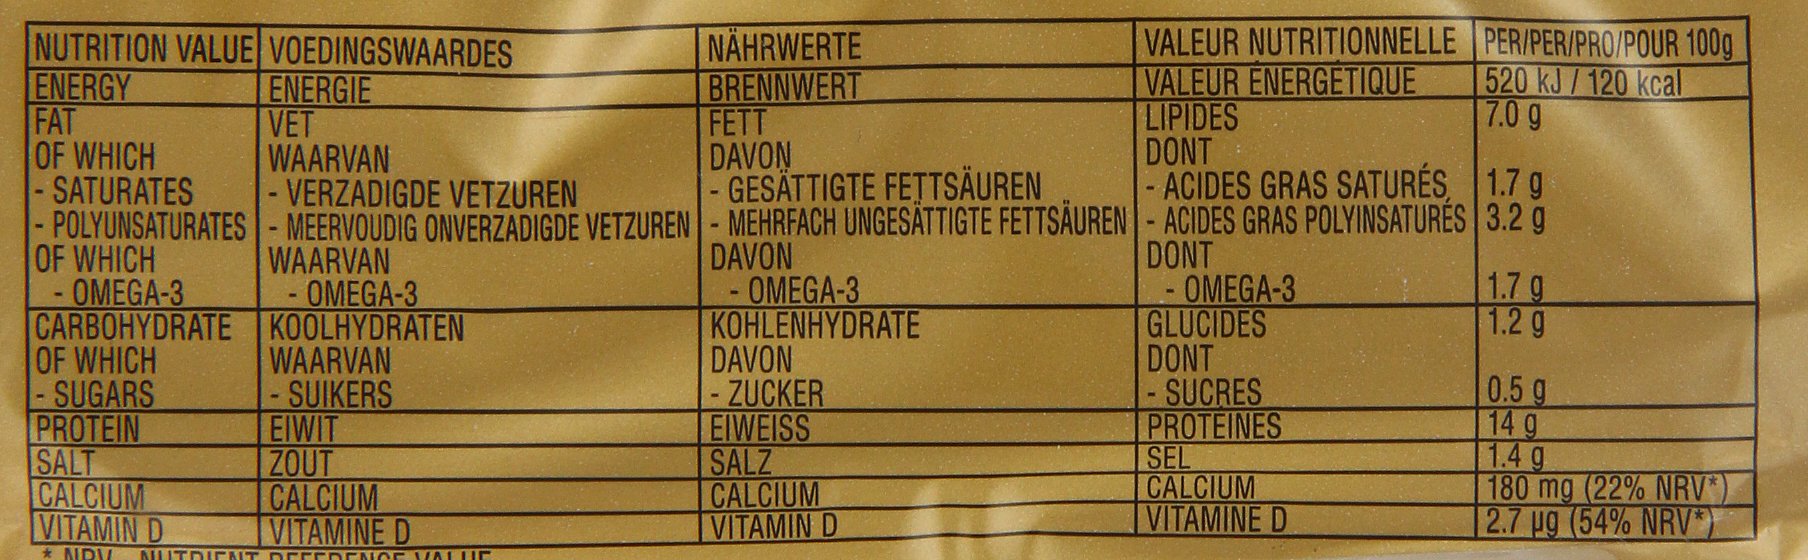 NUTRITION VALUE VOEDINGSWAARDES NÄHRWERTE VALEUR NUTRITIONNELLE PER/PER/PRO/POUR 100g
ENERGY ENERGIE BRENNWERT VALEUR ÉNERGÉTIQUE 520 kJ / 120 kcal
FAT VET FETT LIPIDES 7.0 g
OF WHICH WAARVAN DAVON DONT
- SATURATES - VERZADIGDE VETZUREN - GESÄTTIGTE FETTSÄUREN - ACIDES GRAS SATURÉS 1.7 g
- POLYUNSATURATES - MEERVOUDIG ONVERZADIGDE VETZUREN - MEHRFACH UNGESÄTTIGTE FETTSÄUREN - ACIDES GRAS POLYINSATURÉS 3.2 g
OF WHICH WAARVAN DAVON DONT
- OMEGA-3 - OMEGA-3 - OMEGA-3 - OMEGA-3 1.7 g
CARBOHYDRATE KOOLHYDRATEN KOHLENHYDRATE GLUCIDES 1.2 g
OF WHICH WAARVAN DAVON DONT
- SUGARS - SUIKERS - ZUCKER - SUCRES 0.5 g
PROTEIN EIWIT EIWEISS PROTÉINES 14 g
SALT ZOUT SALZ SEL 1.4 g
CALCIUM CALCIUM CALCIUM CALCIUM 180 mg (22% NRV*)
VITAMIN D VITAMINE D VITAMIN D VITAMINE D 2.7 µg (54% NRV*)
* NRV NUTRIENT REFERENCE VALUE